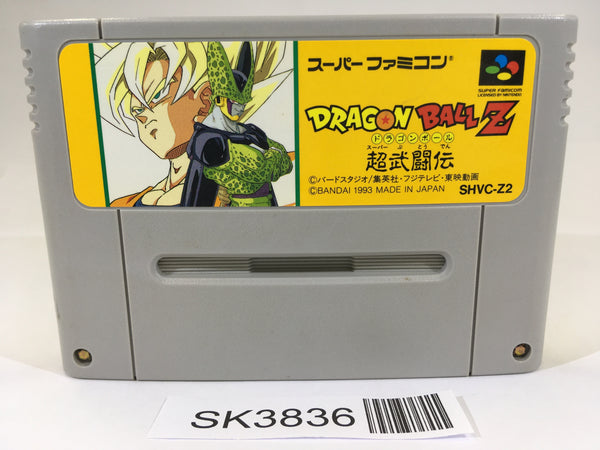 スーパーファミコン®
SUPER FAMICOM
LICENSED BY NINTENDO
DRAGON BALL Z
ドラゴンボール
スーパー ぶ とう でん
超武闘伝
©バードスタジオ/集英社・フジテレビ・東映動画
©BANDAI 1993 MADE IN JAPAN SHVC-Z2
SK3836